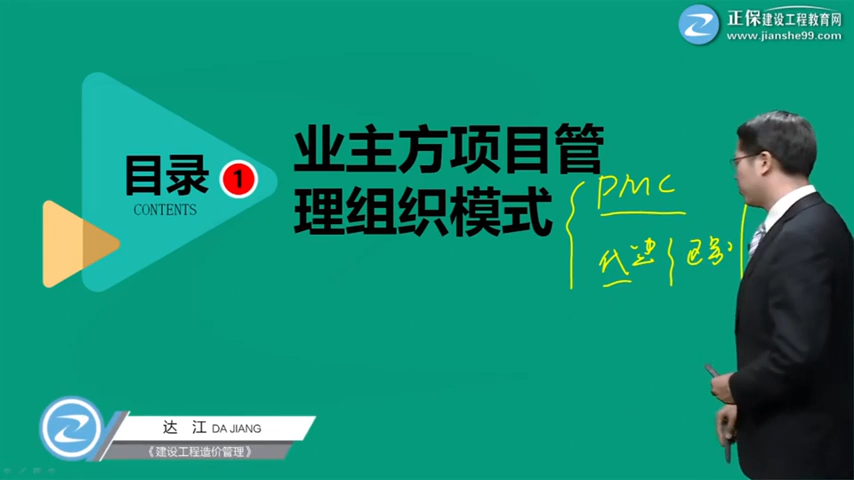 正保建设工程教育网
www.jianshe99.com
目录
CONTENTS
1
业主方项目管
理组织模式
PMC
代建
区别
达 江 DA JIANG
《建设工程造价管理》